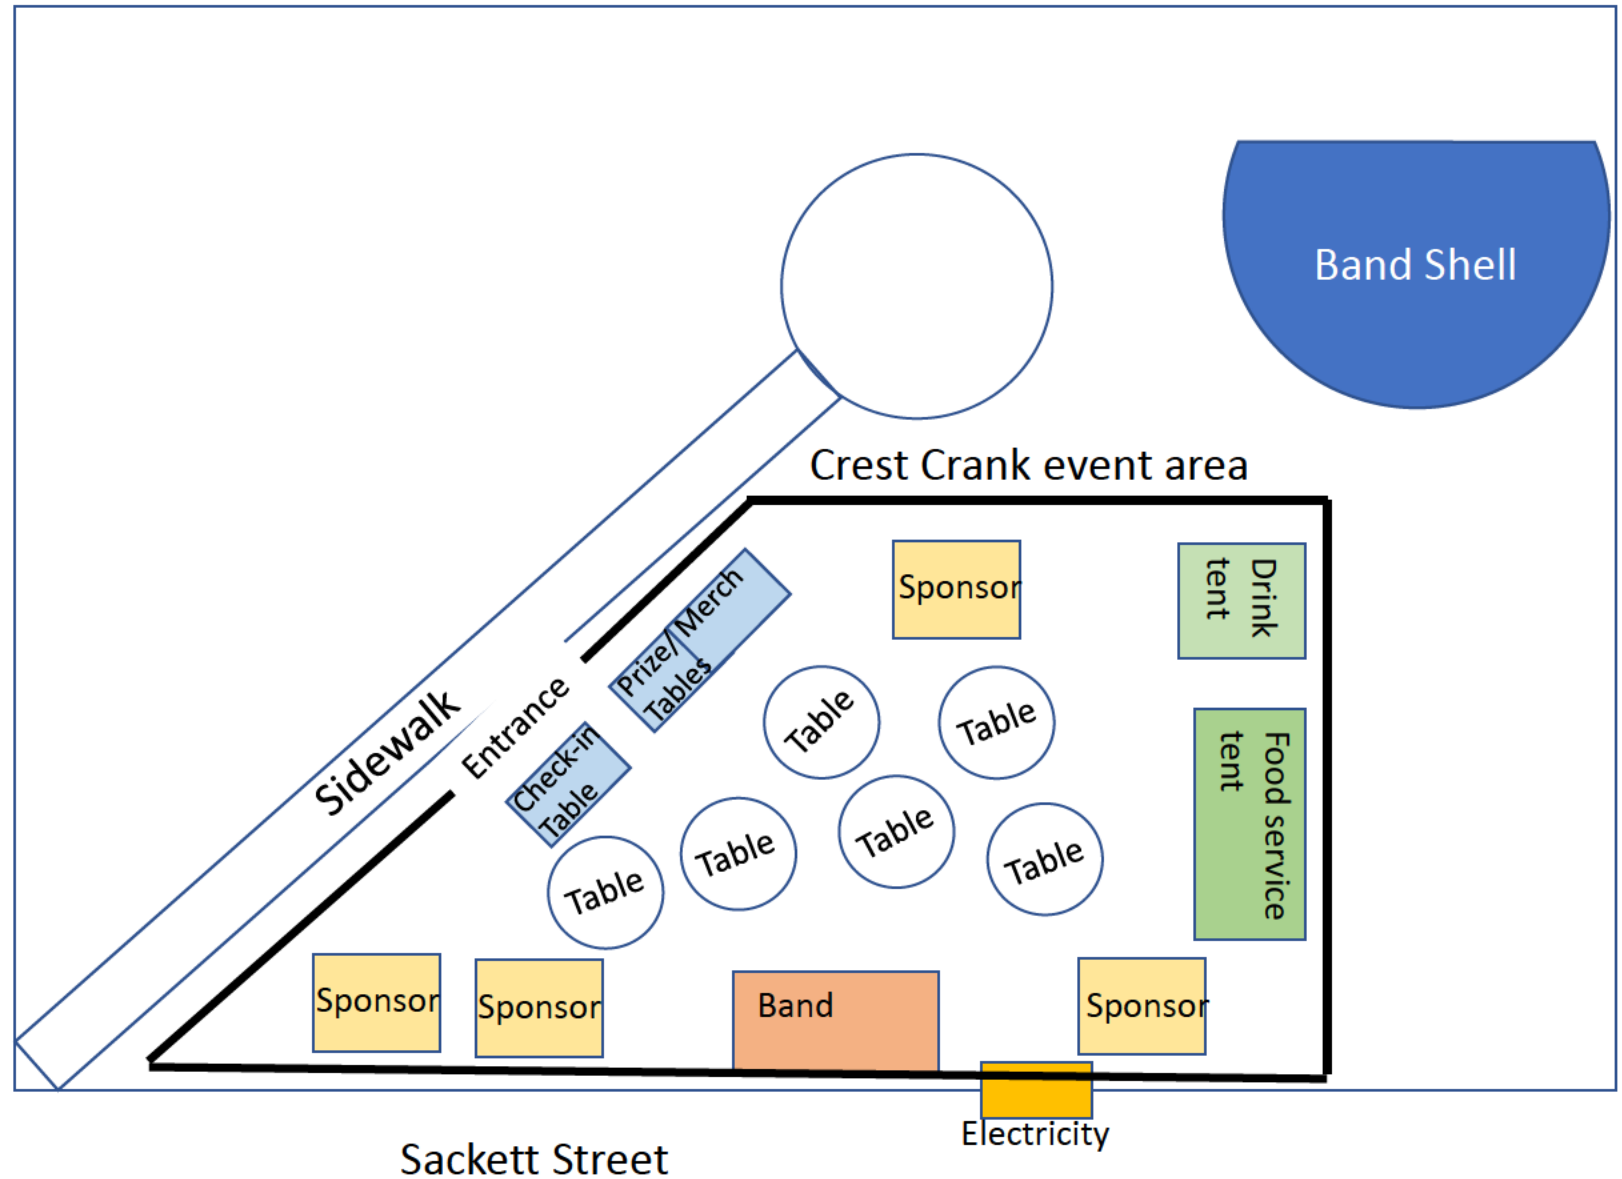 Band Shell
Crest Crank event area
Sponsor
Drink
tent
Prize/ Merch
Tables
Sidewalk
Entrance
Check-in
Table
Table
Table
Food service
tent
Table
Table
Table
Table
Sponsor
Sponsor
Band
Sponsor
Electricity
Sackett Street